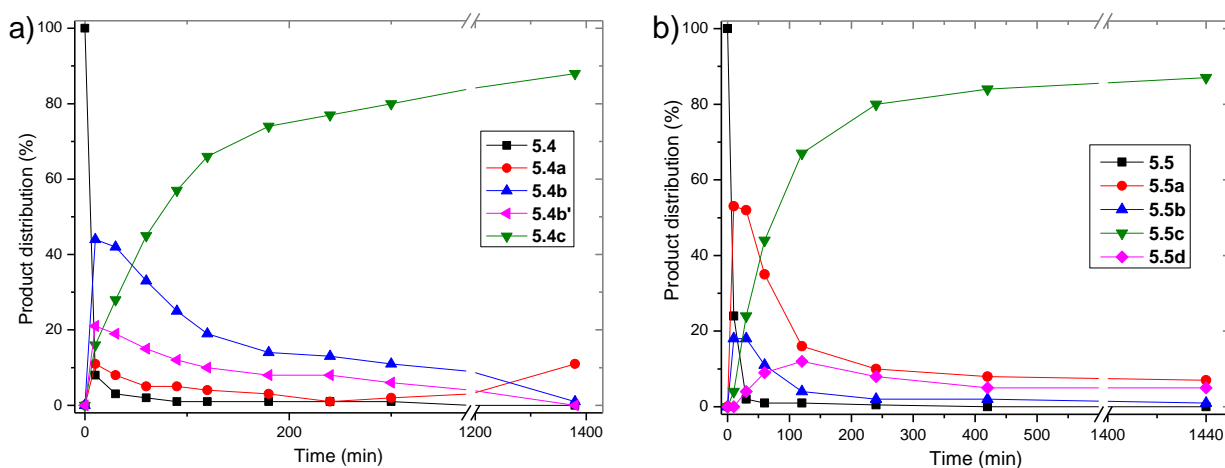 a)
Product distribution (%)
100
80
60
40
20
0
0
200
1200
1400
Time (min)
5.4
5.4a
5.4b
5.4b'
5.4c
b)
Product distribution (%)
100
80
60
40
20
0
0
100
200
300
400
500
1400
1440
Time (min)
5.5
5.5a
5.5b
5.5c
5.5d